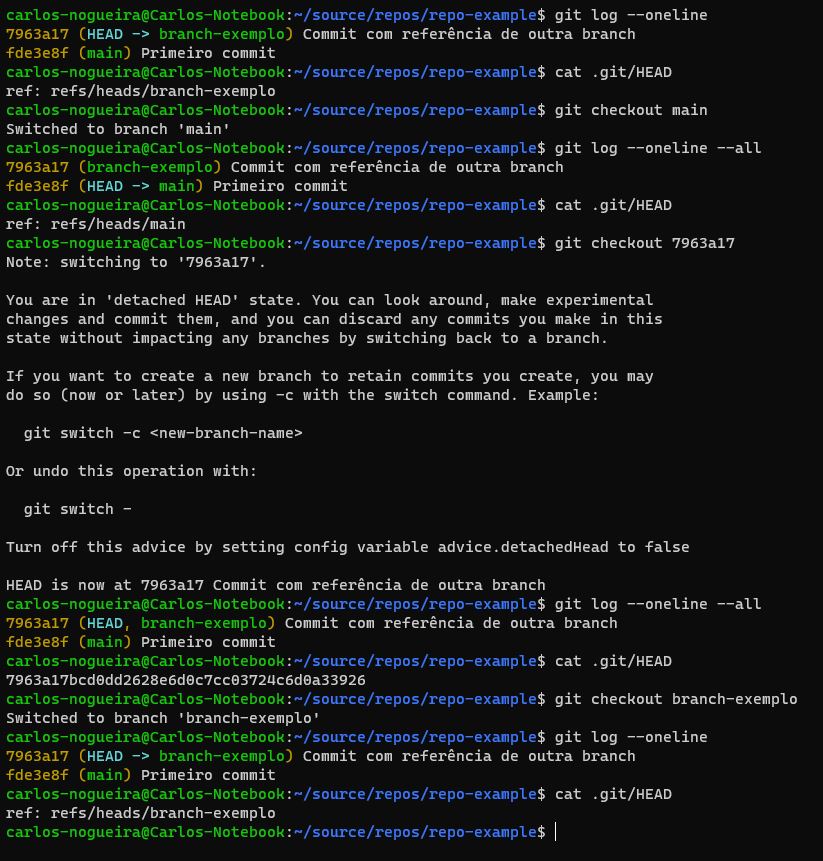 carlos-nogueira@Carlos-Notebook:~/source/repos/repo-example$ git log --oneline
7963a17 (HEAD -> branch-exemplo) Commit com referência de outra branch
fde3e8f (main) Primeiro commit
carlos-nogueira@Carlos-Notebook:~/source/repos/repo-example$ cat .git/HEAD
ref: refs/heads/branch-exemplo
carlos-nogueira@Carlos-Notebook:~/source/repos/repo-example$ git checkout main
Switched to branch 'main'
carlos-nogueira@Carlos-Notebook:~/source/repos/repo-example$ git log --oneline --all
7963a17 (branch-exemplo) Commit com referência de outra branch
fde3e8f (HEAD -> main) Primeiro commit
carlos-nogueira@Carlos-Notebook:~/source/repos/repo-example$ cat .git/HEAD
ref: refs/heads/main
carlos-nogueira@Carlos-Notebook:~/source/repos/repo-example$ git checkout 7963a17
Note: switching to '7963a17'.

You are in 'detached HEAD' state. You can look around, make experimental
changes and commit them, and you can discard any commits you make in this
state without impacting any branches by switching back to a branch.

If you want to create a new branch to retain commits you create, you may
do so (now or later) by using -c with the switch command. Example:

  git switch -c <new-branch-name>

Or undo this operation with:

  git switch -

Turn off this advice by setting config variable advice.detachedHead to false

HEAD is now at 7963a17 Commit com referência de outra branch
carlos-nogueira@Carlos-Notebook:~/source/repos/repo-example$ git log --oneline --all
7963a17 (HEAD, branch-exemplo) Commit com referência de outra branch
fde3e8f (main) Primeiro commit
carlos-nogueira@Carlos-Notebook:~/source/repos/repo-example$ cat .git/HEAD
7963a17bcd0dd2628e6d0c7cc03724c6d0a33926
carlos-nogueira@Carlos-Notebook:~/source/repos/repo-example$ git checkout branch-exemplo
Switched to branch 'branch-exemplo'
carlos-nogueira@Carlos-Notebook:~/source/repos/repo-example$ git log --oneline
7963a17 (HEAD -> branch-exemplo) Commit com referência de outra branch
fde3e8f (main) Primeiro commit
carlos-nogueira@Carlos-Notebook:~/source/repos/repo-example$ cat .git/HEAD
ref: refs/heads/branch-exemplo
carlos-nogueira@Carlos-Notebook:~/source/repos/repo-example$